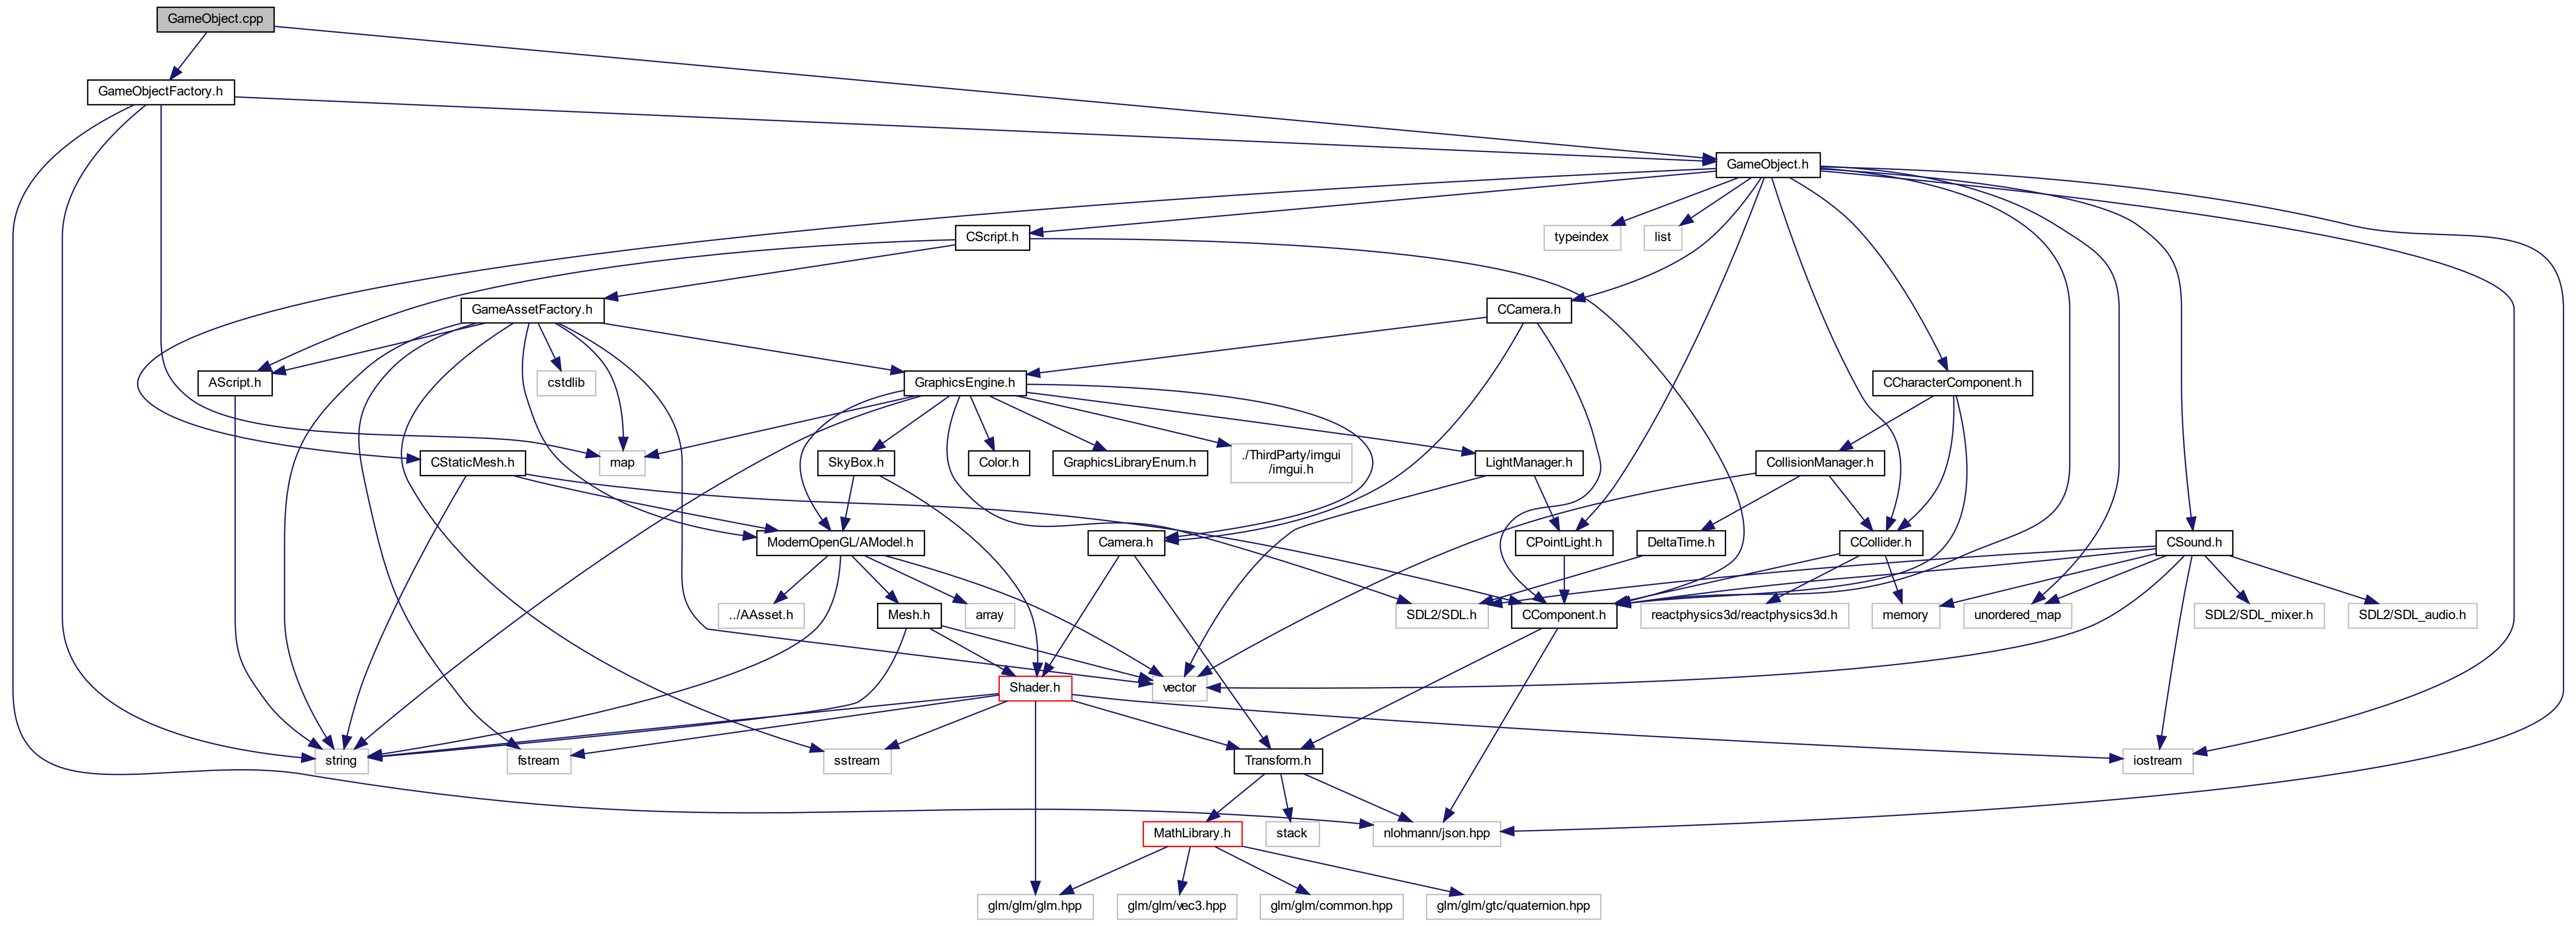 GameObject.cpp
GameObjectFactory.h
GameObject.h
CScript.h
typeindex
list
GameAssetFactory.h
CCamera.h
AScript.h
cstdlib
GraphicsEngine.h
CCharacterComponent.h
CStaticMesh.h
map
SkyBox.h
Color.h
GraphicsLibraryEnum.h
./ThirdParty/imgui
/imgui.h
LightManager.h
CollisionManager.h
ModernOpenGL/AModel.h
Camera.h
CPointLight.h
DeltaTime.h
CCollider.h
CSound.h
../AAsset.h
Mesh.h
array
SDL2/SDL.h
CComponent.h
reactphysics3d/reactphysics3d.h
memory
unordered_map
SDL2/SDL_mixer.h
SDL2/SDL_audio.h
Shader.h
vector
string
fstream
sstream
Transform.h
iostream
MathLibrary.h
stack
nlohmann/json.hpp
glm/glm/glm.hpp
glm/glm/vec3.hpp
glm/glm/common.hpp
glm/glm/gtc/quaternion.hpp